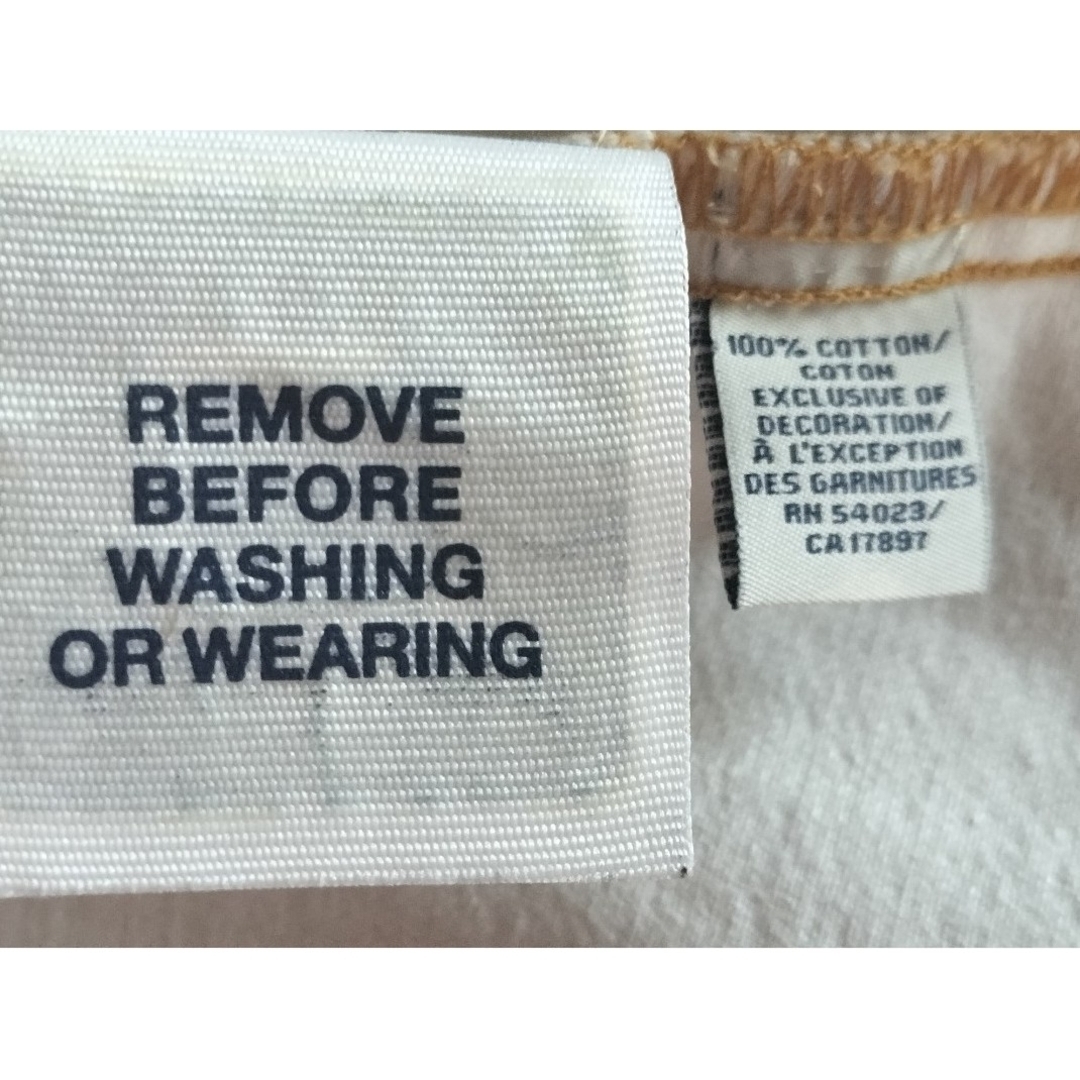 REMOVE
BEFORE
WASHING
OR WEARING
100% COTTON/
COTON
EXCLUSIVE OF
DECORATION/
À L'EXCEPTION
DES GARNITURES
RN 54023/
CA17897